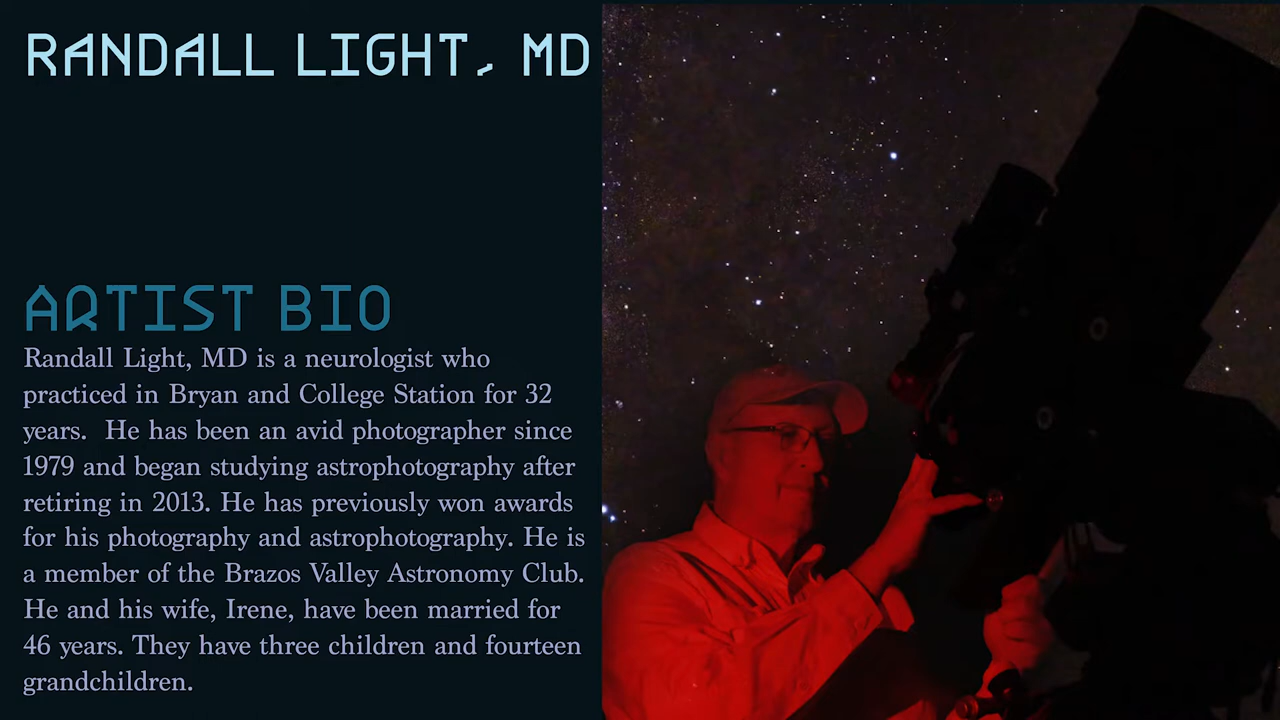 RANDALL LIGHT, MD
ARTIST BIO
Randall Light, MD is a neurologist who
practiced in Bryan and College Station for 32
years.  He has been an avid photographer since
1979 and began studying astrophotography after
retiring in 2013. He has previously won awards
for his photography and astrophotography. He is
a member of the Brazos Valley Astronomy Club.
He and his wife, Irene, have been married for
46 years. They have three children and fourteen
grandchildren.